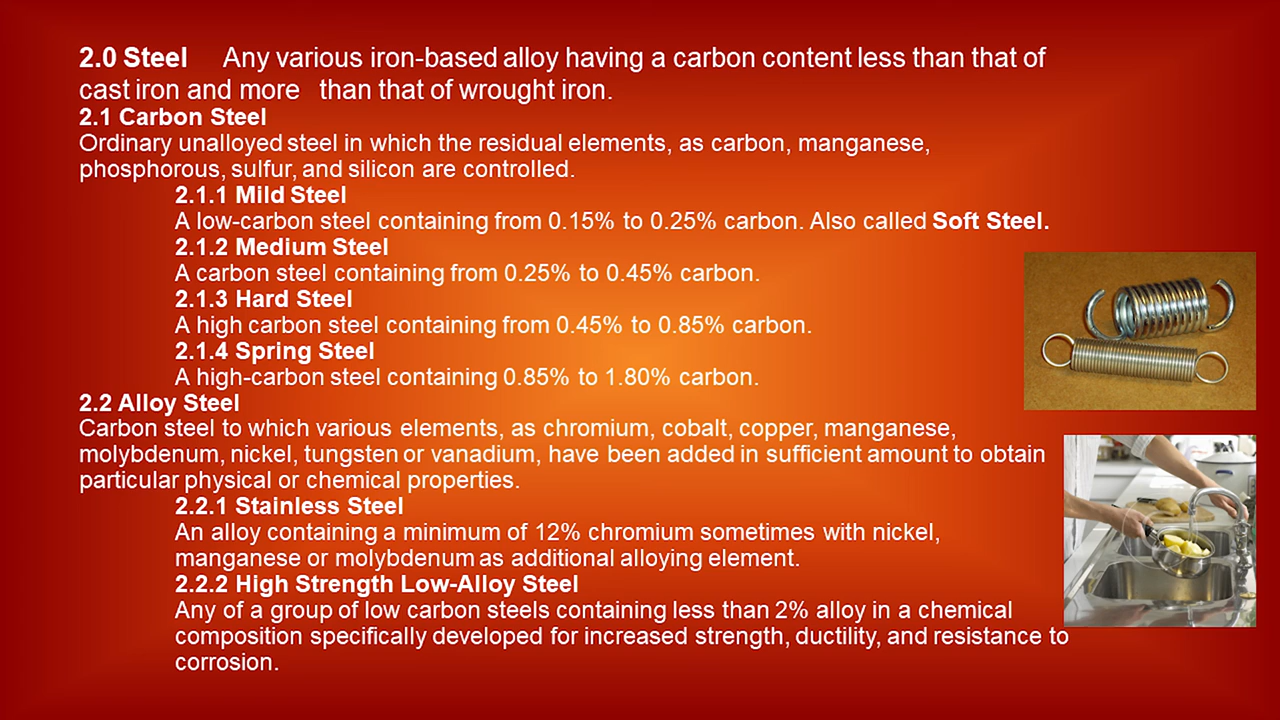 2.0 Steel Any various iron-based alloy having a carbon content less than that of
cast iron and more than that of wrought iron.
2.1 Carbon Steel
Ordinary unalloyed steel in which the residual elements, as carbon, manganese,
phosphorous, sulfur, and silicon are controlled.
2.1.1 Mild Steel
A low-carbon steel containing from 0.15% to 0.25% carbon. Also called Soft Steel.
2.1.2 Medium Steel
A carbon steel containing from 0.25% to 0.45% carbon.
2.1.3 Hard Steel
A high carbon steel containing from 0.45% to 0.85% carbon.
2.1.4 Spring Steel
A high-carbon steel containing 0.85% to 1.80% carbon.
2.2 Alloy Steel
Carbon steel to which various elements, as chromium, cobalt, copper, manganese,
molybdenum, nickel, tungsten or vanadium, have been added in sufficient amount to obtain
particular physical or chemical properties.
2.2.1 Stainless Steel
An alloy containing a minimum of 12% chromium sometimes with nickel,
manganese or molybdenum as additional alloying element.
2.2.2 High Strength Low-Alloy Steel
Any of a group of low carbon steels containing less than 2% alloy in a chemical
composition specifically developed for increased strength, ductility, and resistance to
corrosion.